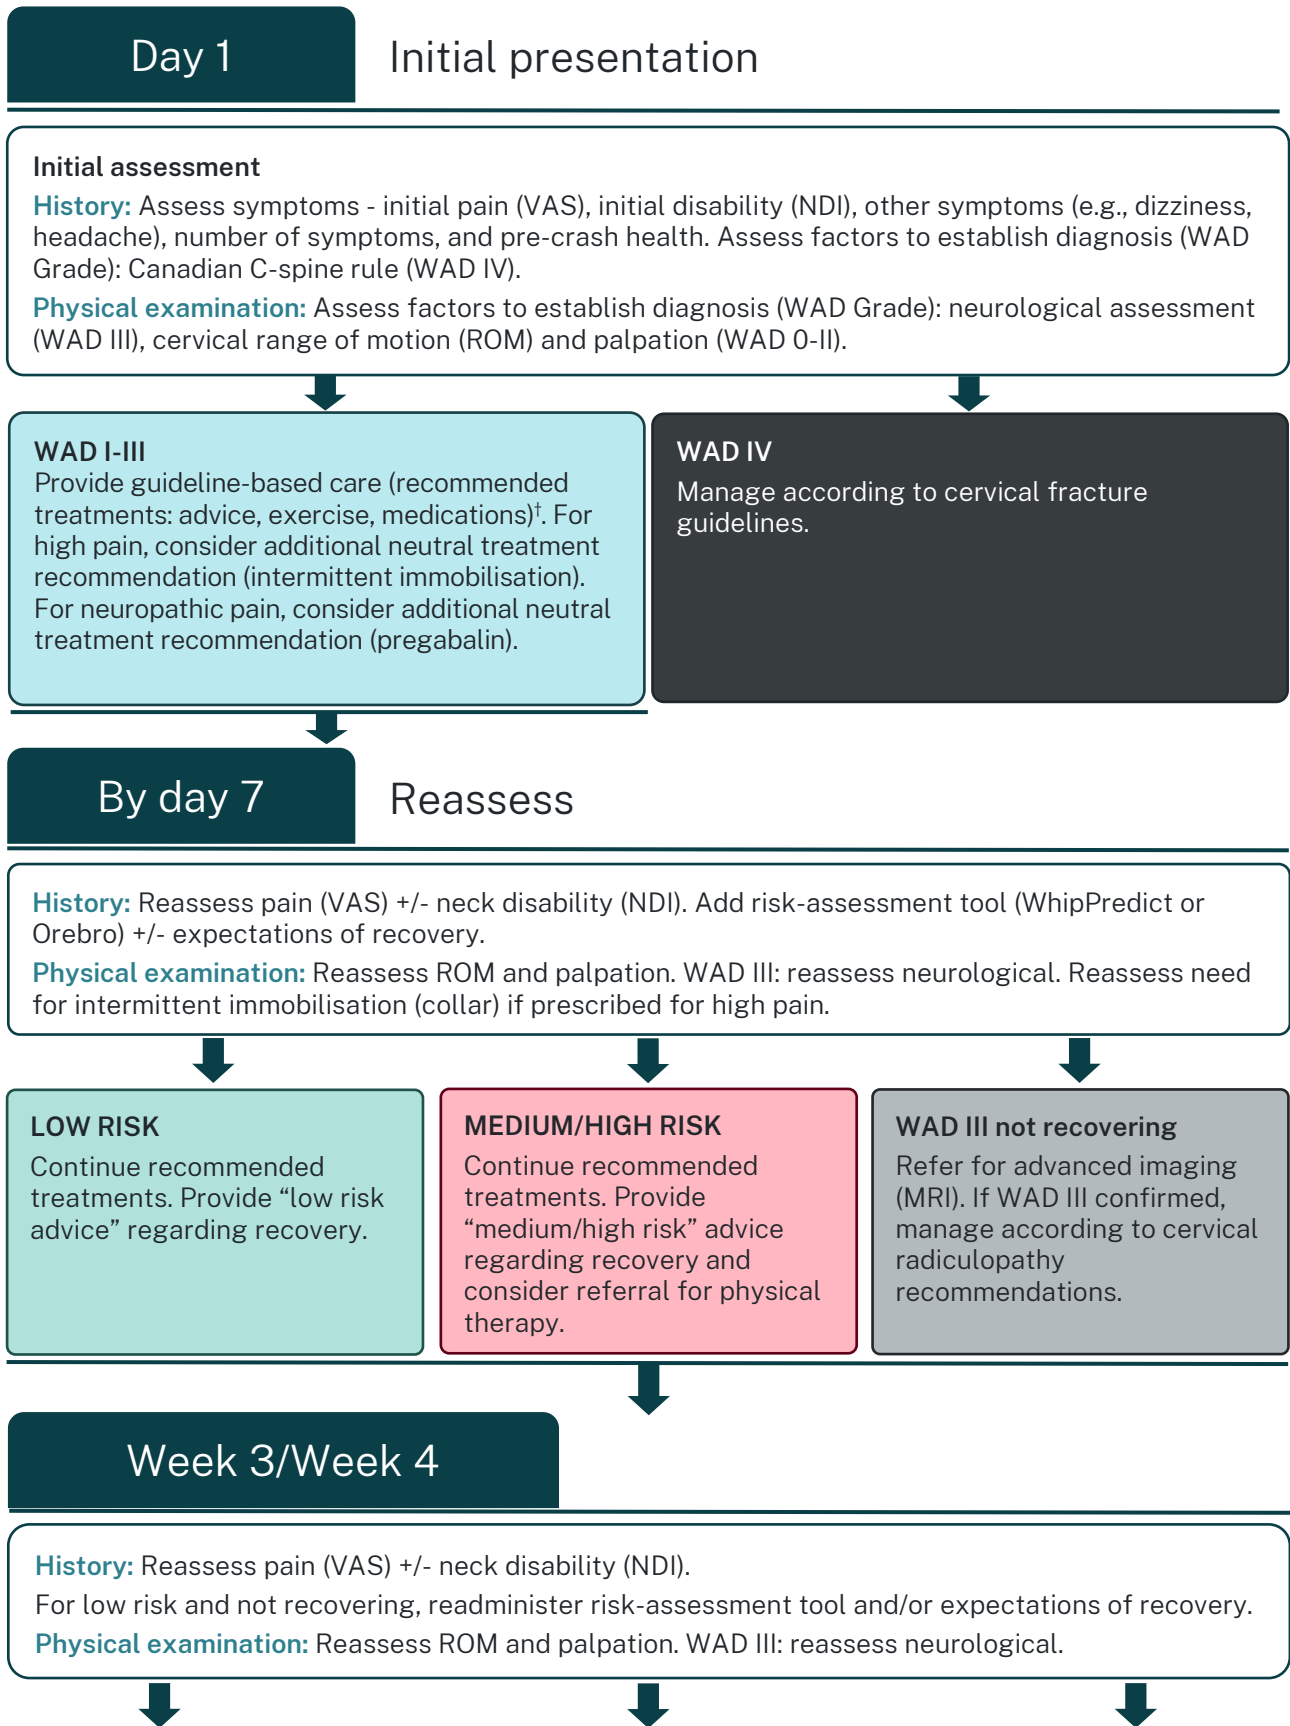 Day 1
Initial presentation
Initial assessment
History: Assess symptoms - initial pain (VAS), initial disability (NDI), other symptoms (e.g., dizziness,
headache), number of symptoms, and pre-crash health. Assess factors to establish diagnosis (WAD
Grade): Canadian C-spine rule (WAD IV).
Physical examination: Assess factors to establish diagnosis (WAD Grade): neurological assessment
(WAD III), cervical range of motion (ROM) and palpation (WAD 0-II).
WAD I-III
Provide guideline-based care (recommended
treatments: advice, exercise, medications)†. For
high pain, consider additional neutral treatment
recommendation (intermittent immobilisation).
For neuropathic pain, consider additional neutral
treatment recommendation (pregabalin).
WAD IV
Manage according to cervical fracture
guidelines.
By day 7
Reassess
History: Reassess pain (VAS) +/- neck disability (NDI). Add risk-assessment tool (WhipPredict or
Orebro) +/- expectations of recovery.
Physical examination: Reassess ROM and palpation. WAD III: reassess neurological. Reassess need
for intermittent immobilisation (collar) if prescribed for high pain.
LOW RISK
Continue recommended
treatments. Provide “low risk
advice” regarding recovery.
MEDIUM/HIGH RISK
Continue recommended
treatments. Provide
“medium/high risk” advice
regarding recovery and
consider referral for physical
therapy.
WAD III not recovering
Refer for advanced imaging
(MRI). If WAD III confirmed,
manage according to cervical
radiculopathy
recommendations.
Week 3/Week 4
History: Reassess pain (VAS) +/- neck disability (NDI).
For low risk and not recovering, readminister risk-assessment tool and/or expectations of recovery.
Physical examination: Reassess ROM and palpation. WAD III: reassess neurological.